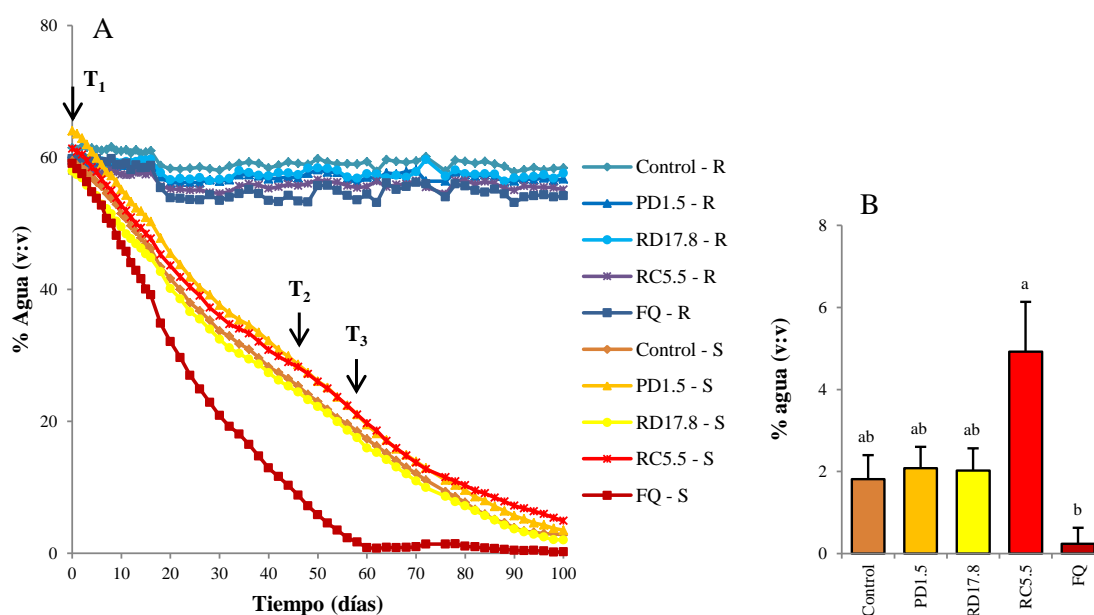 A
% Agua (v:v)
80
60
40
20
0
T1
T2
T3
0 10 20 30 40 50 60 70 80 90 100
Tiempo (días)
Control - R
PD1.5 - R
RD17.8 - R
RC5.5 - R
FQ - R
Control - S
PD1.5 - S
RD17.8 - S
RC5.5 - S
FQ - S
B
% agua (v:v)
8
6
4
2
0
ab
ab
ab
a
b
Control
PD1.5
RD17.8
RC5.5
FQ